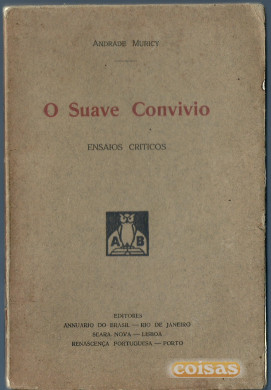 ANDRADE MURICY
O Suave Convivio
ENSAIOS CRITICOS
A B
EDITORES
ANNUARIO DO BRASIL — RIO DE JANEIRO
SEARA NOVA — LISBOA
RENASCENÇA PORTUGUESA — PORTO
coisas